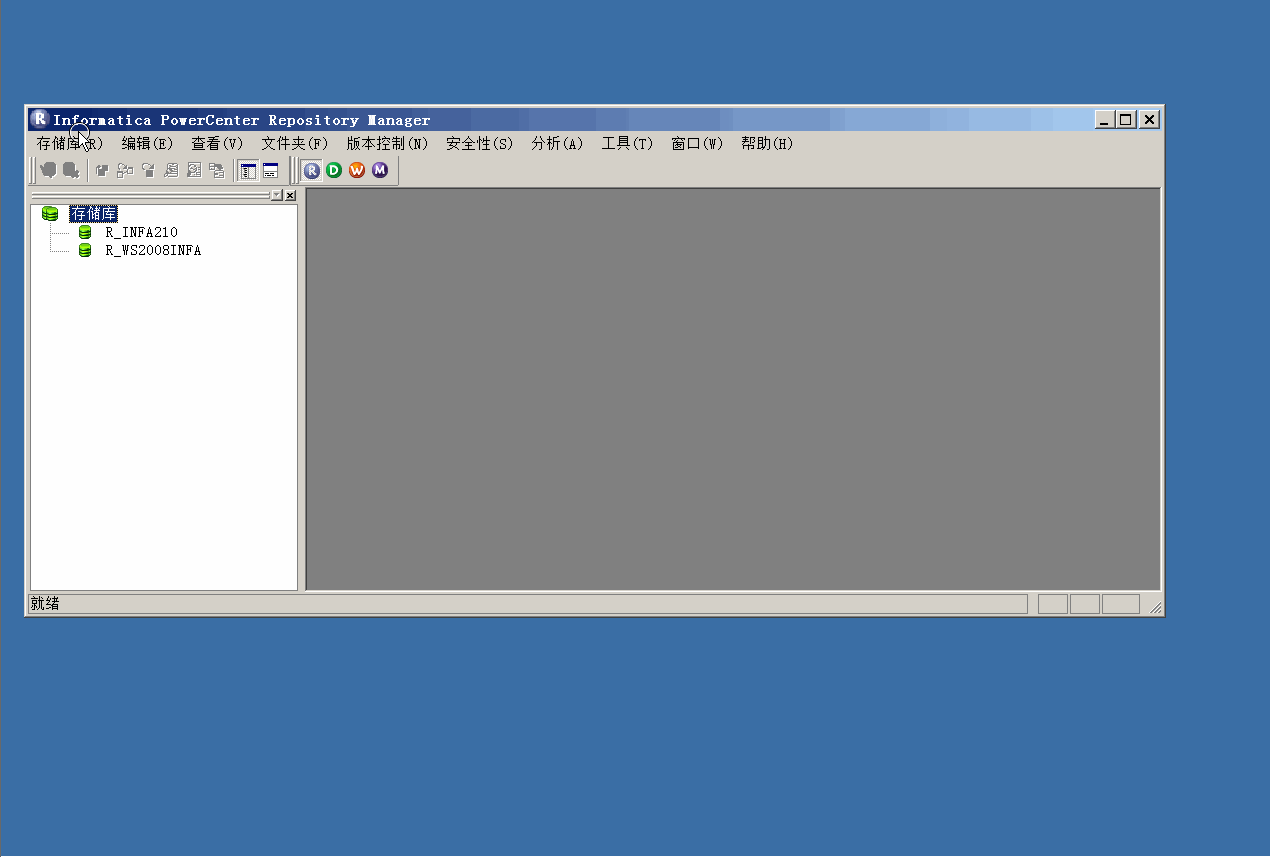 R Informatica PowerCenter Repository Manager
存储库(R) 编辑(E) 查看(V) 文件夹(F) 版本控制(N) 安全性(S) 分析(A) 工具(T) 窗口(W) 帮助(H)
R D W M
存储库
R_INFA210
R_WS2008INFA
就绪